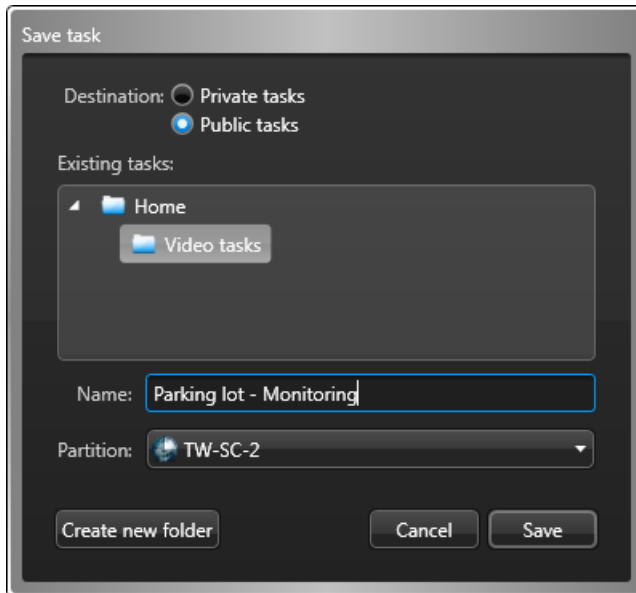 Save task
Destination: Private tasks
Public tasks
Existing tasks:
Home
Video tasks
Name: Parking lot - Monitoring
Partition: TW-SC-2
Create new folder Cancel Save